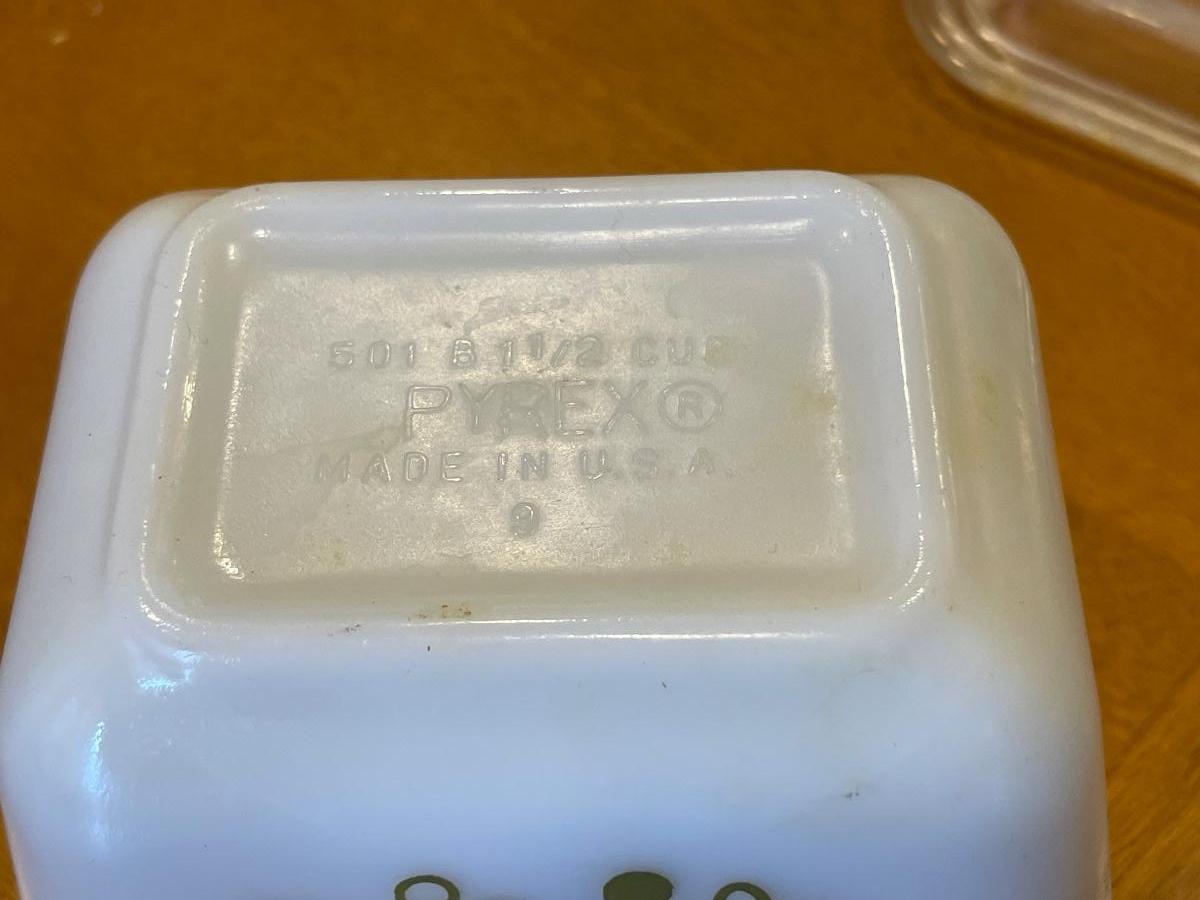 501 B 1 1/2 CUP
PYREX®
MADE IN U.S.A.
9